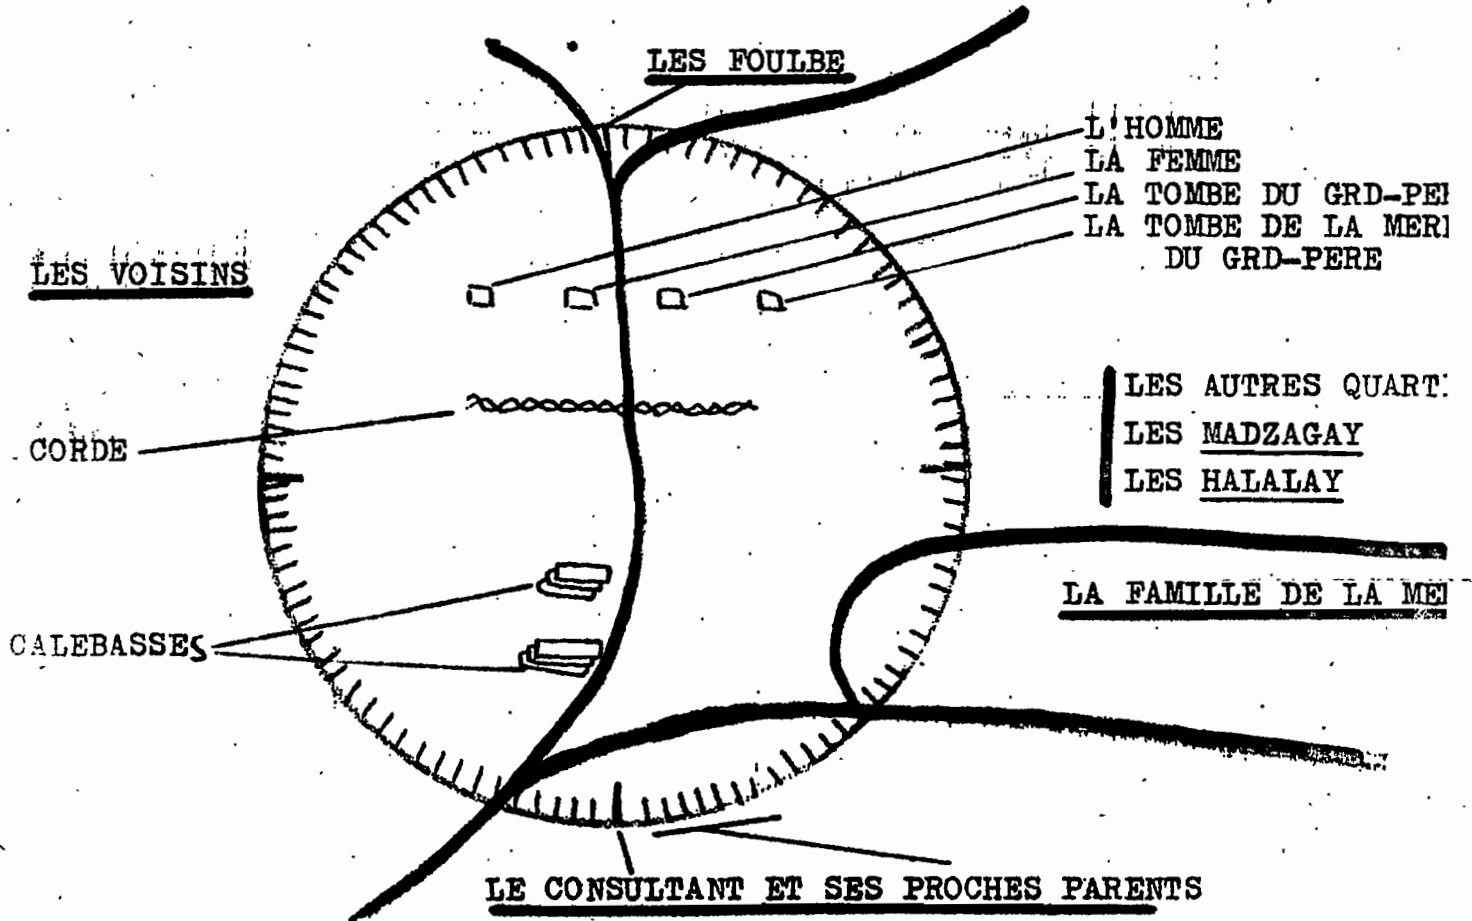 LES FOULBE
L'HOMME
LA FEMME
LA TOMBE DU GRD-PE
LA TOMBE DE LA MER
DU GRD-PERE
LES VOISINS
LES AUTRES QUART
LES MADZAGAY
LES HALALAY
CORDE
LA FAMILLE DE LA ME
CALEBASSES
LE CONSULTANT ET SES PROCHES PARENTS